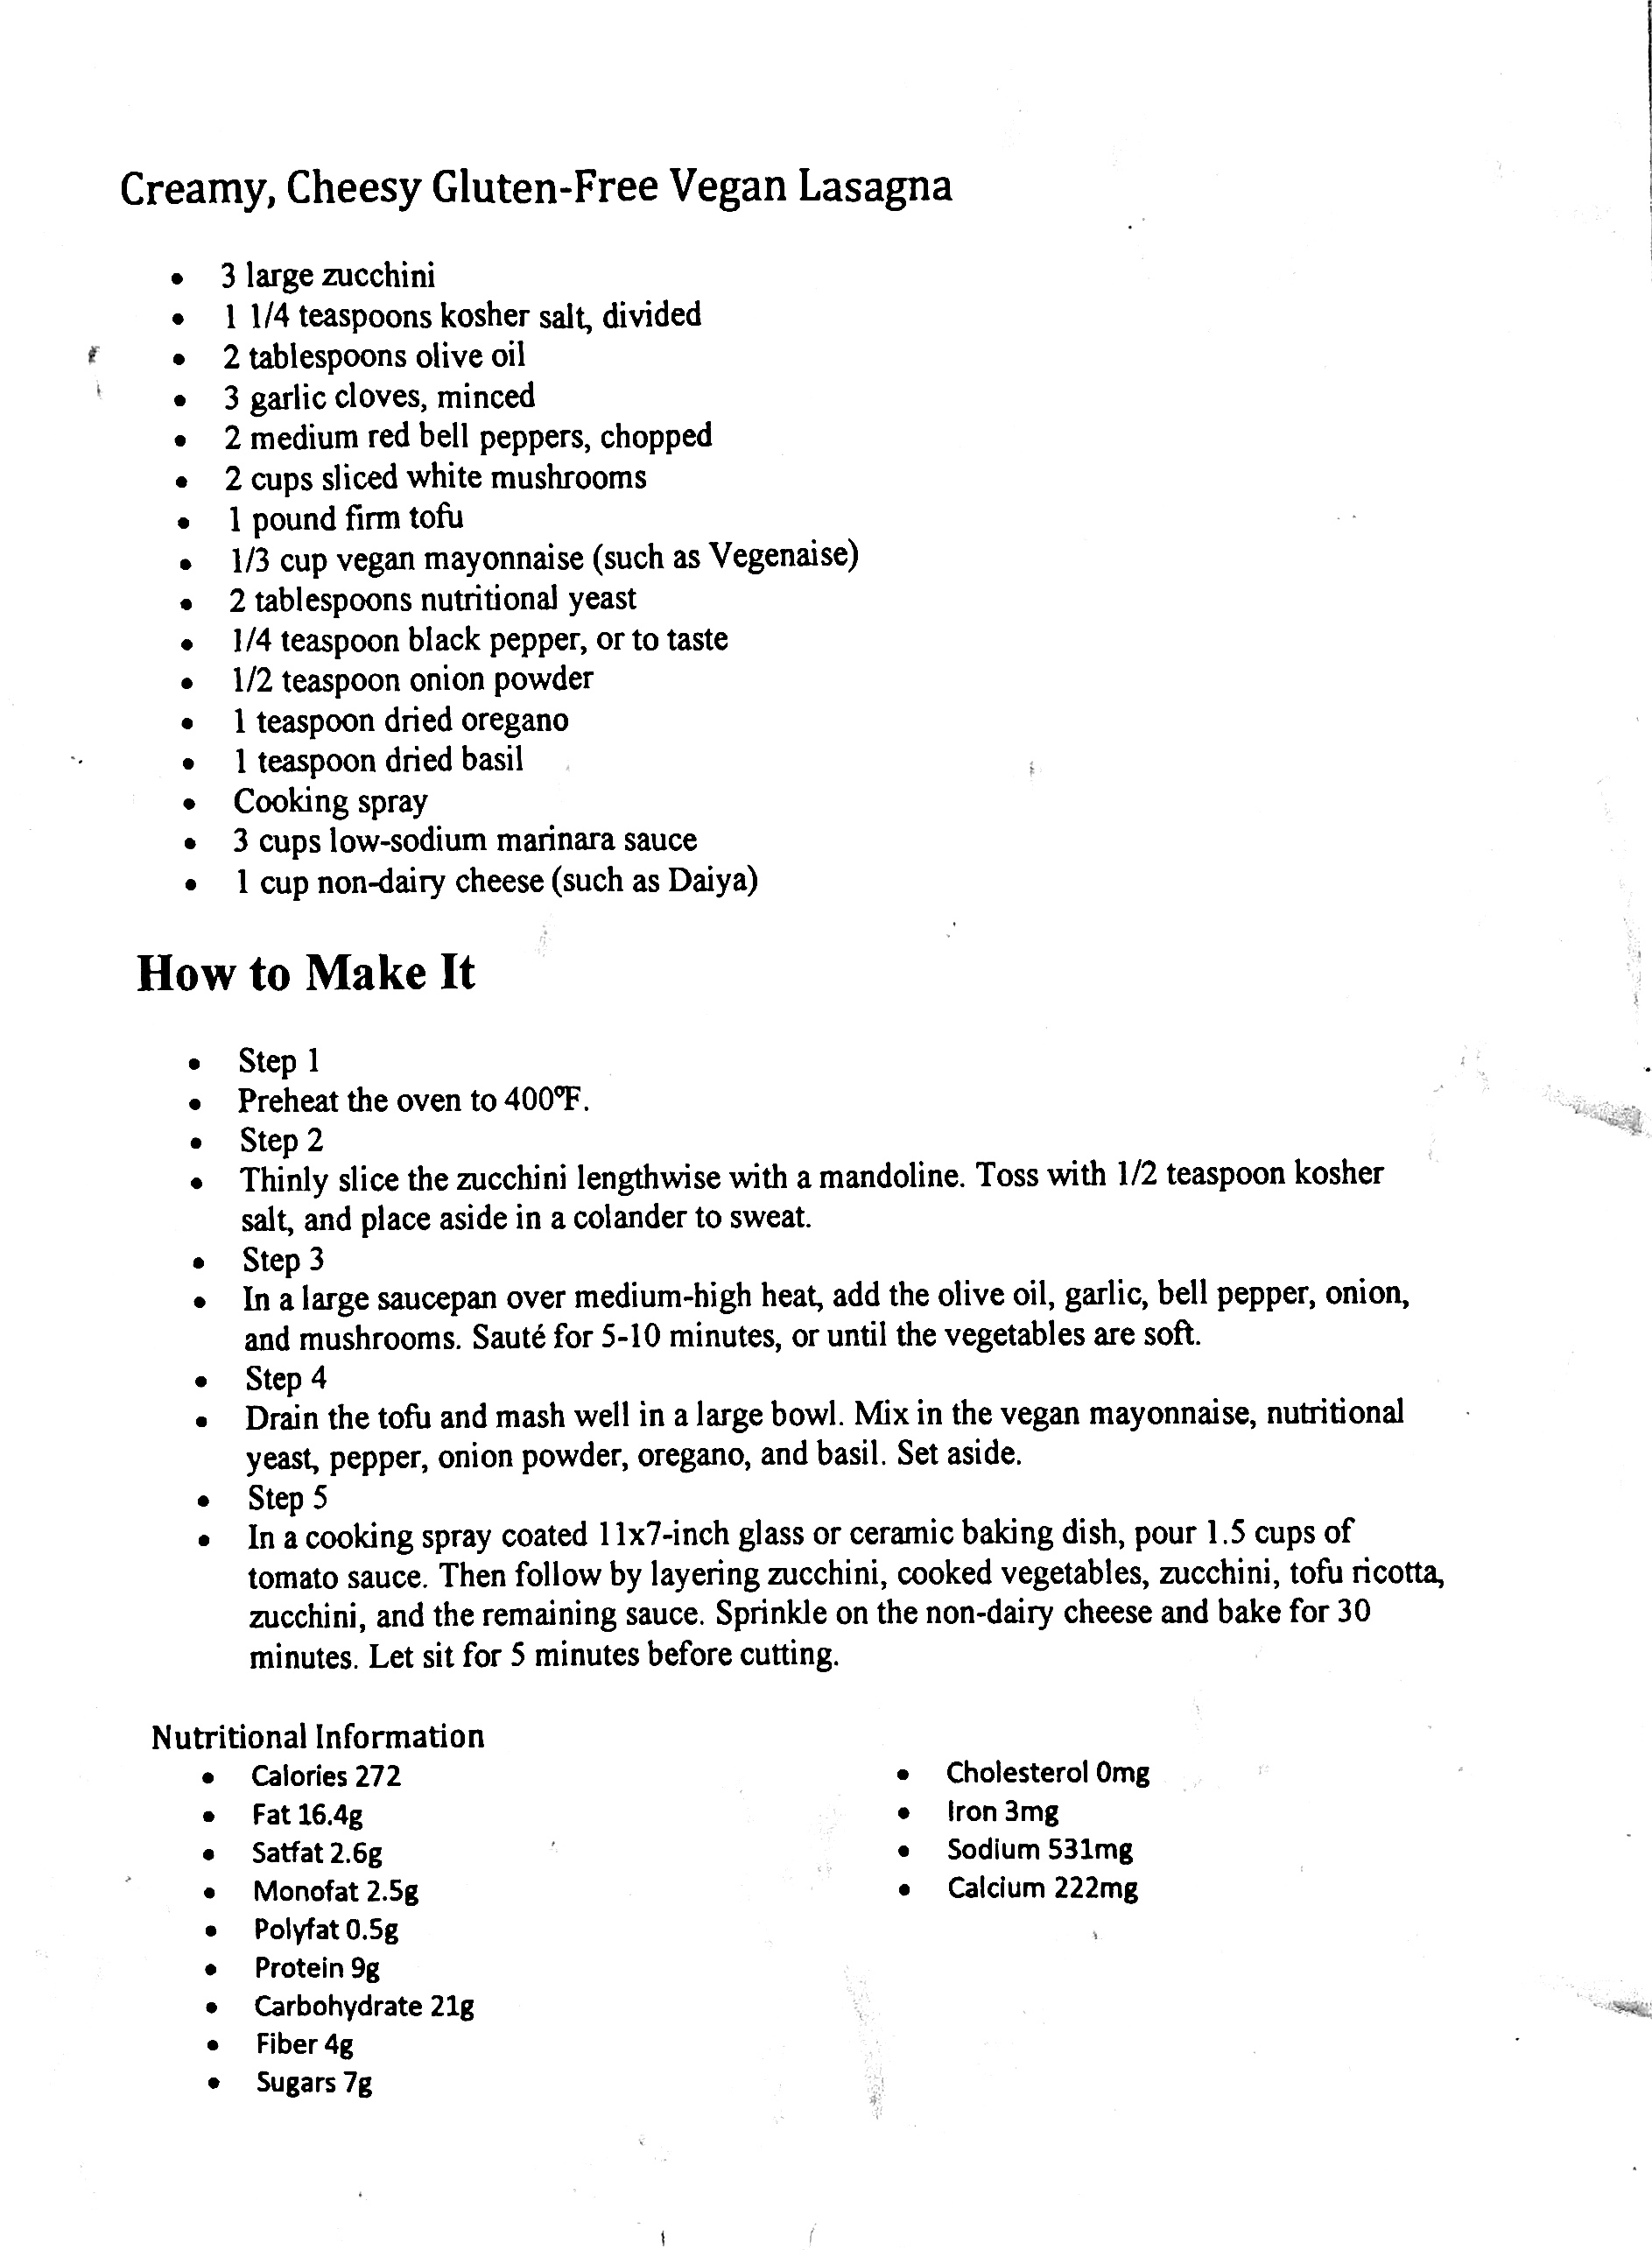 Creamy, Cheesy Gluten-Free Vegan Lasagna
• 3 large zucchini
• 1 1/4 teaspoons kosher salt, divided
• 2 tablespoons olive oil
• 3 garlic cloves, minced
• 2 medium red bell peppers, chopped
• 2 cups sliced white mushrooms
• 1 pound firm tofu
• 1/3 cup vegan mayonnaise (such as Vegenaise)
• 2 tablespoons nutritional yeast
• 1/4 teaspoon black pepper, or to taste
• 1/2 teaspoon onion powder
• 1 teaspoon dried oregano
• 1 teaspoon dried basil
• Cooking spray
• 3 cups low-sodium marinara sauce
• 1 cup non-dairy cheese (such as Daiya)
How to Make It
• Step 1
• Preheat the oven to 400ºF.
• Step 2
• Thinly slice the zucchini lengthwise with a mandoline. Toss with 1/2 teaspoon kosher
salt, and place aside in a colander to sweat.
• Step 3
• In a large saucepan over medium-high heat, add the olive oil, garlic, bell pepper, onion,
and mushrooms. Sauté for 5-10 minutes, or until the vegetables are soft.
• Step 4
• Drain the tofu and mash well in a large bowl. Mix in the vegan mayonnaise, nutritional
yeast, pepper, onion powder, oregano, and basil. Set aside.
• Step 5
• In a cooking spray coated 11x7-inch glass or ceramic baking dish, pour 1.5 cups of
tomato sauce. Then follow by layering zucchini, cooked vegetables, zucchini, tofu ricotta,
zucchini, and the remaining sauce. Sprinkle on the non-dairy cheese and bake for 30
minutes. Let sit for 5 minutes before cutting.
Nutritional Information
• Calories 272
• Fat 16.4g
• Satfat 2.6g
• Monofat 2.5g
• Polyfat 0.5g
• Protein 9g
• Carbohydrate 21g
• Fiber 4g
• Sugars 7g
• Cholesterol 0mg
• Iron 3mg
• Sodium 531mg
• Calcium 222mg